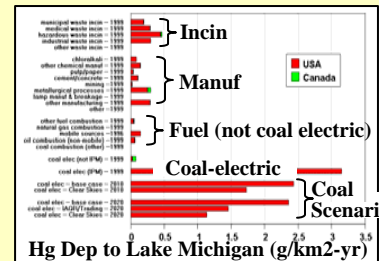 municipal waste incin – 1999
medical waste incin – 1999
hazardous waste incin – 1999
industrial waste incin – 1999
other waste incin – 1999
Incin
USA
Canada
chloralkali – 1999
other chemical manuf – 1999
pulp/paper – 1999
cement/concrete – 1999
mining – 1999
metallurgical processes – 1999
lamp manuf & breakage – 1999
other manufacturing – 1999
other – 1999
Manuf
other fuel combustion – 1999
natural gas combustion – 1999
mobile sources – 1996
oil combustion (non-mobile) – 1999
coal combustion (other) – 1999
Fuel (not coal electric)
coal elec (not IPM) – 1999
coal elec (IPM) – 1999
Coal-electric
coal elec – base case – 2010
coal elec – Clear Skies – 2010
coal elec – base case – 2020
coal elec – IAQR/Trading – 2020
coal elec – Clear Skies – 2020
Coal
Scenari
0 0.5 1 1.5 2 2.5 3 3.5
Hg Dep to Lake Michigan (g/km2-yr)